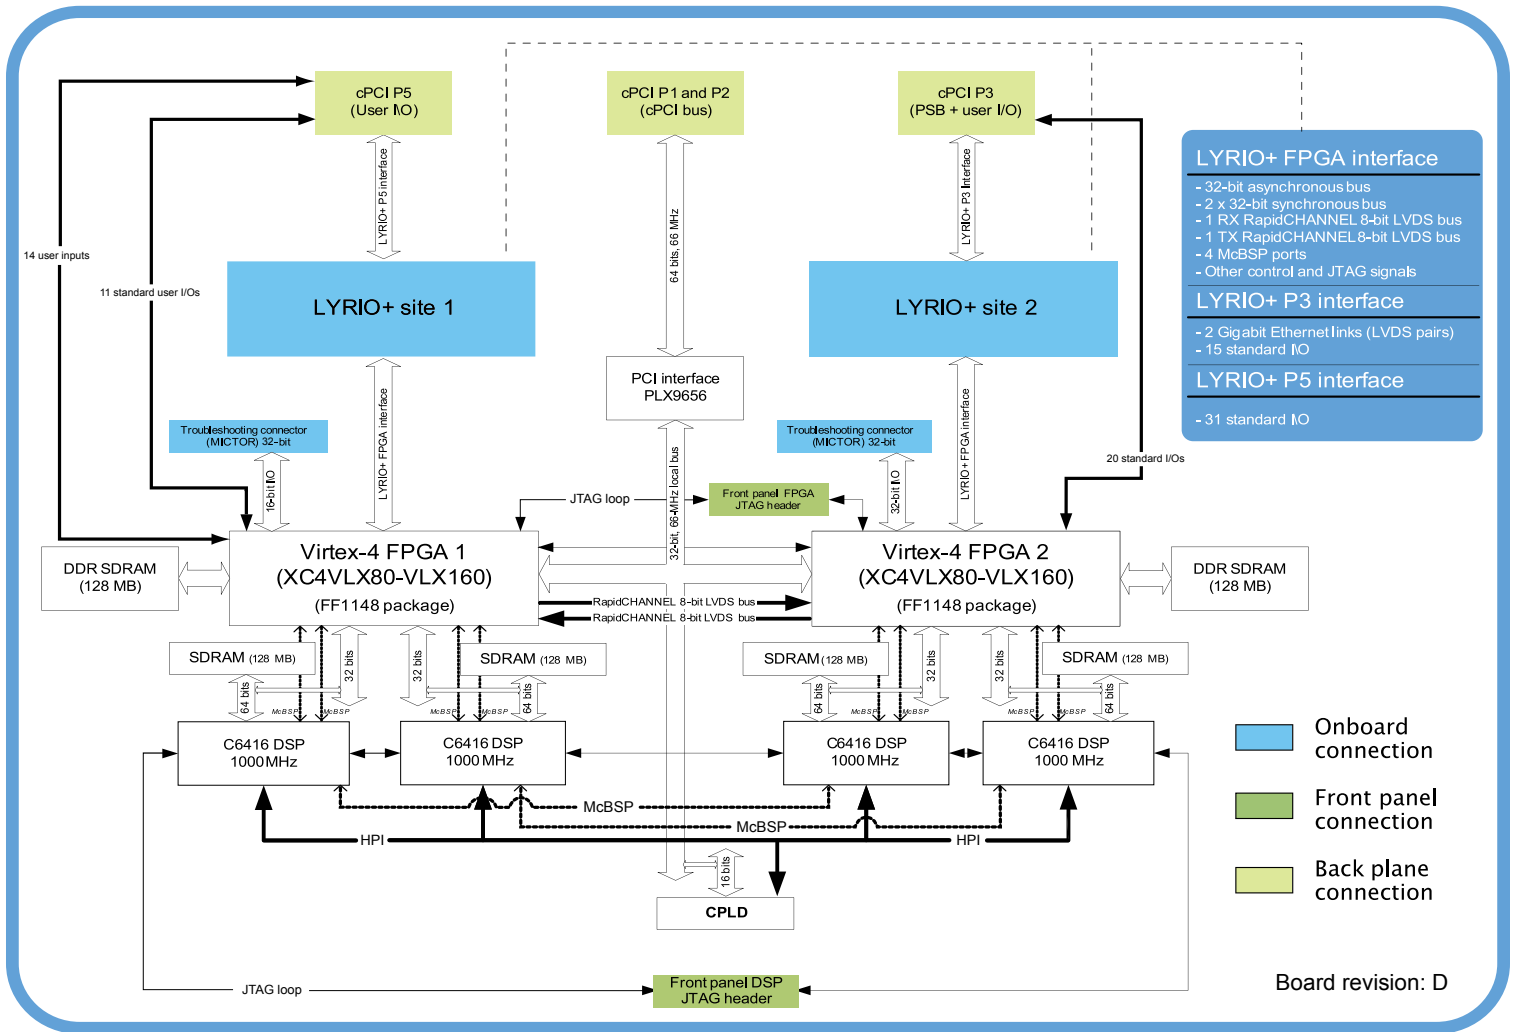 cPCI P5
(User I\O)
cPCI P1 and P2
(cPCI bus)
cPCI P3
(PSB + user I/O)
LYRIO+ P5 interface
64 bits, 66 MHz
LYRIO+ P3 Interface
14 user inputs
11 standard user I/Os
LYRIO+ site 1
LYRIO+ site 2
LYRIO+ FPGA interface
- 32-bit asynchronous bus
- 2 x 32-bit synchronous bus
- 1 RX RapidCHANNEL 8-bit LVDS bus
- 1 TX RapidCHANNEL 8-bit LVDS bus
- 4 McBSP ports
- Other control and JTAG signals
LYRIO+ P3 interface
- 2 Gigabit Ethernet links (LVDS pairs)
- 15 standard I\O
LYRIO+ P5 interface
- 31 standard I\O
PCI interface
PLX9656
Troubleshooting connector
(MICTOR) 32-bit
LYRIO+ FPGA interface
Troubleshooting connector
(MICTOR) 32-bit
LYRIO+ FPGA interface
20 standard I/Os
16-bit I\O
32-bit, 66-MHz local bus
32-bit I\O
JTAG loop
Front panel FPGA
JTAG header
DDR SDRAM
(128 MB)
Virtex-4 FPGA 1
(XC4VLX80-VLX160)
(FF1148 package)
Virtex-4 FPGA 2
(XC4VLX80-VLX160)
(FF1148 package)
DDR SDRAM
(128 MB)
RapidCHANNEL 8-bit LVDS bus
RapidCHANNEL 8-bit LVDS bus
SDRAM (128 MB)
32 bits
32 bits
SDRAM (128 MB)
SDRAM (128 MB)
32 bits
32 bits
SDRAM (128 MB)
64 bits
McBSP
McBSP
McBSP
McBSP
64 bits
64 bits
McBSP
McBSP
McBSP
McBSP
64 bits
C6416 DSP
1000 MHz
C6416 DSP
1000 MHz
C6416 DSP
1000 MHz
C6416 DSP
1000 MHz
McBSP
McBSP
HPI
HPI
16 bits
CPLD
Onboard
connection
Front panel
connection
Back plane
connection
JTAG loop
Front panel DSP
JTAG header
Board revision: D